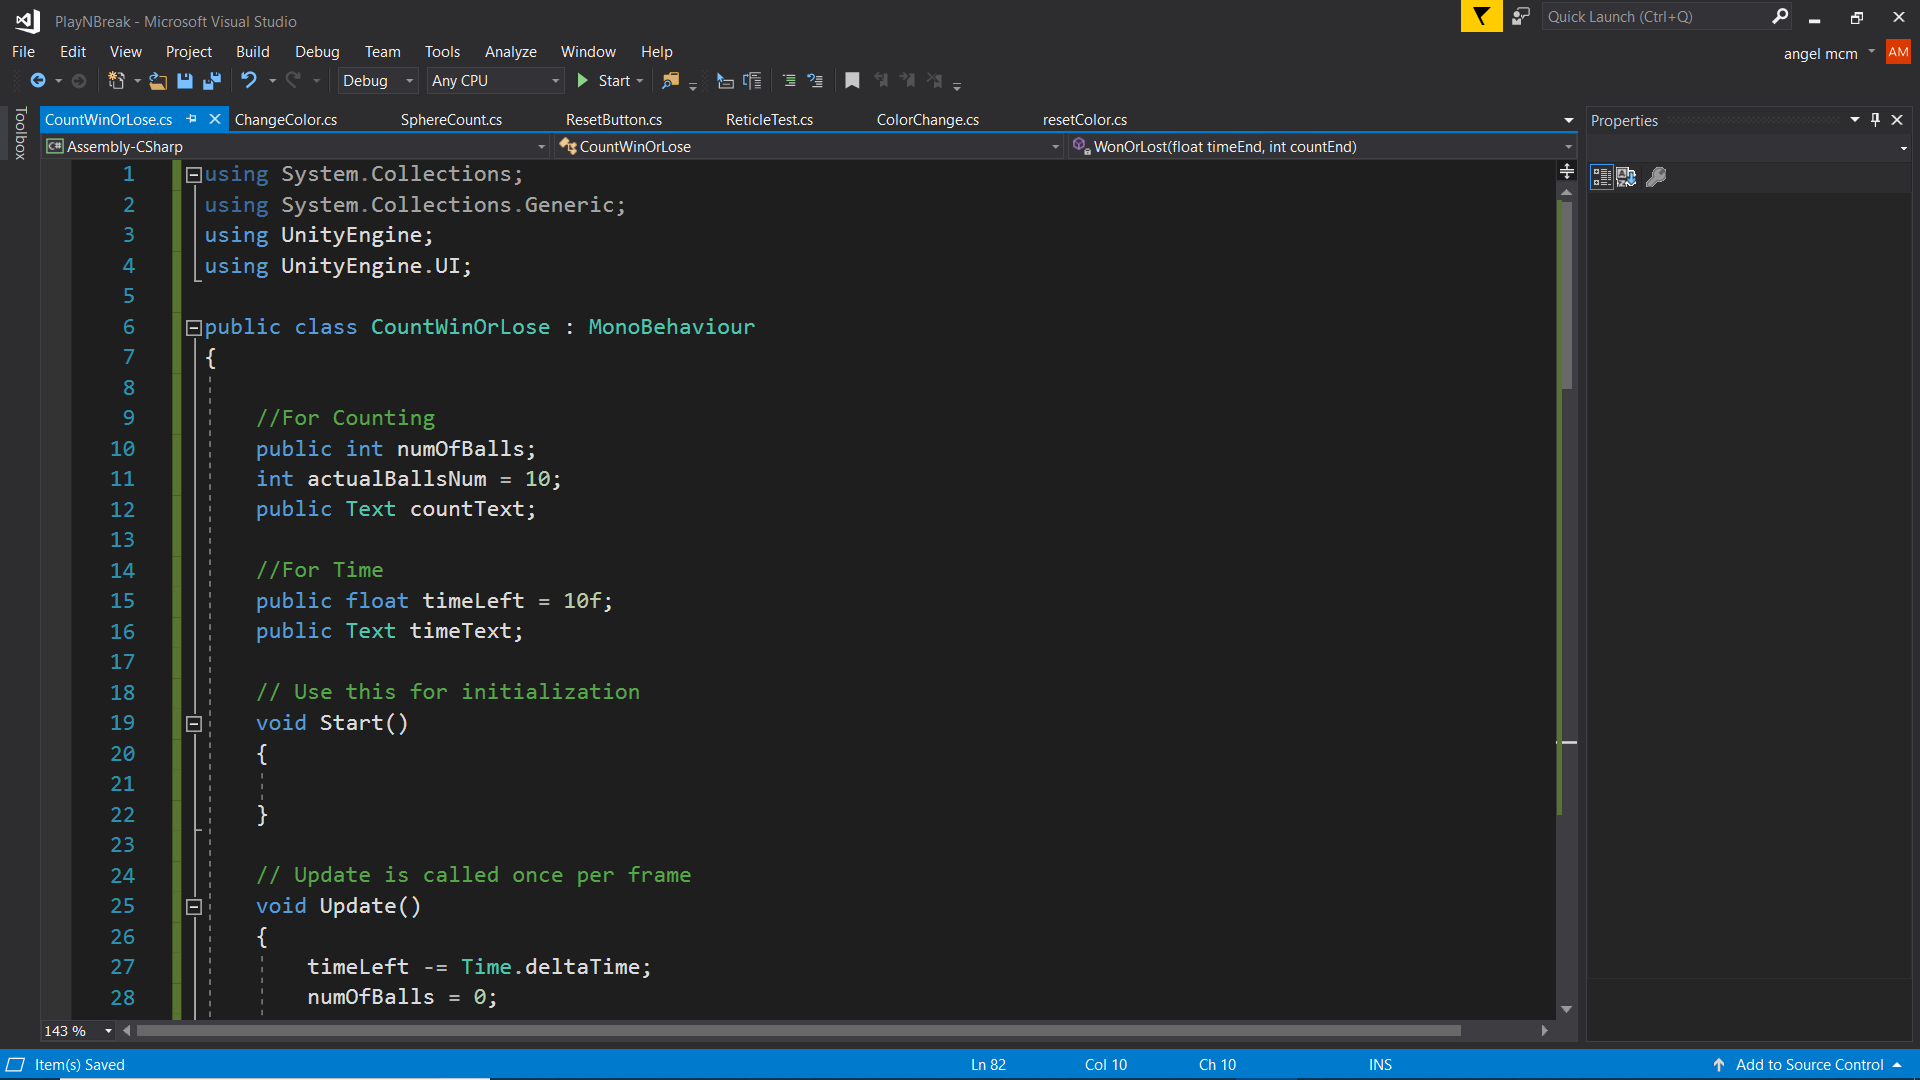 PlayNBreak - Microsoft Visual Studio
Quick Launch (Ctrl+Q)
File Edit View Project Build Debug Team Tools Analyze Window Help
angel mcm AM
Debug Any CPU Start
Toolbox
CountWinOrLose.cs ChangeColor.cs SphereCount.cs ResetButton.cs ReticleTest.cs ColorChange.cs resetColor.cs
Properties
C# Assembly-CSharp CountWinOrLose WonOrLost(float timeEnd, int countEnd)
1 using System.Collections;
2 using System.Collections.Generic;
3 using UnityEngine;
4 using UnityEngine.UI;
5
6 public class CountWinOrLose : MonoBehaviour
7 {
8
9 //For Counting
10 public int numOfBalls;
11 int actualBallsNum = 10;
12 public Text countText;
13
14 //For Time
15 public float timeLeft = 10f;
16 public Text timeText;
17
18 // Use this for initialization
19 void Start()
20 {
21
22 }
23
24 // Update is called once per frame
25 void Update()
26 {
27 timeLeft -= Time.deltaTime;
28 numOfBalls = 0;
143 %
Item(s) Saved Ln 82 Col 10 Ch 10 INS Add to Source Control